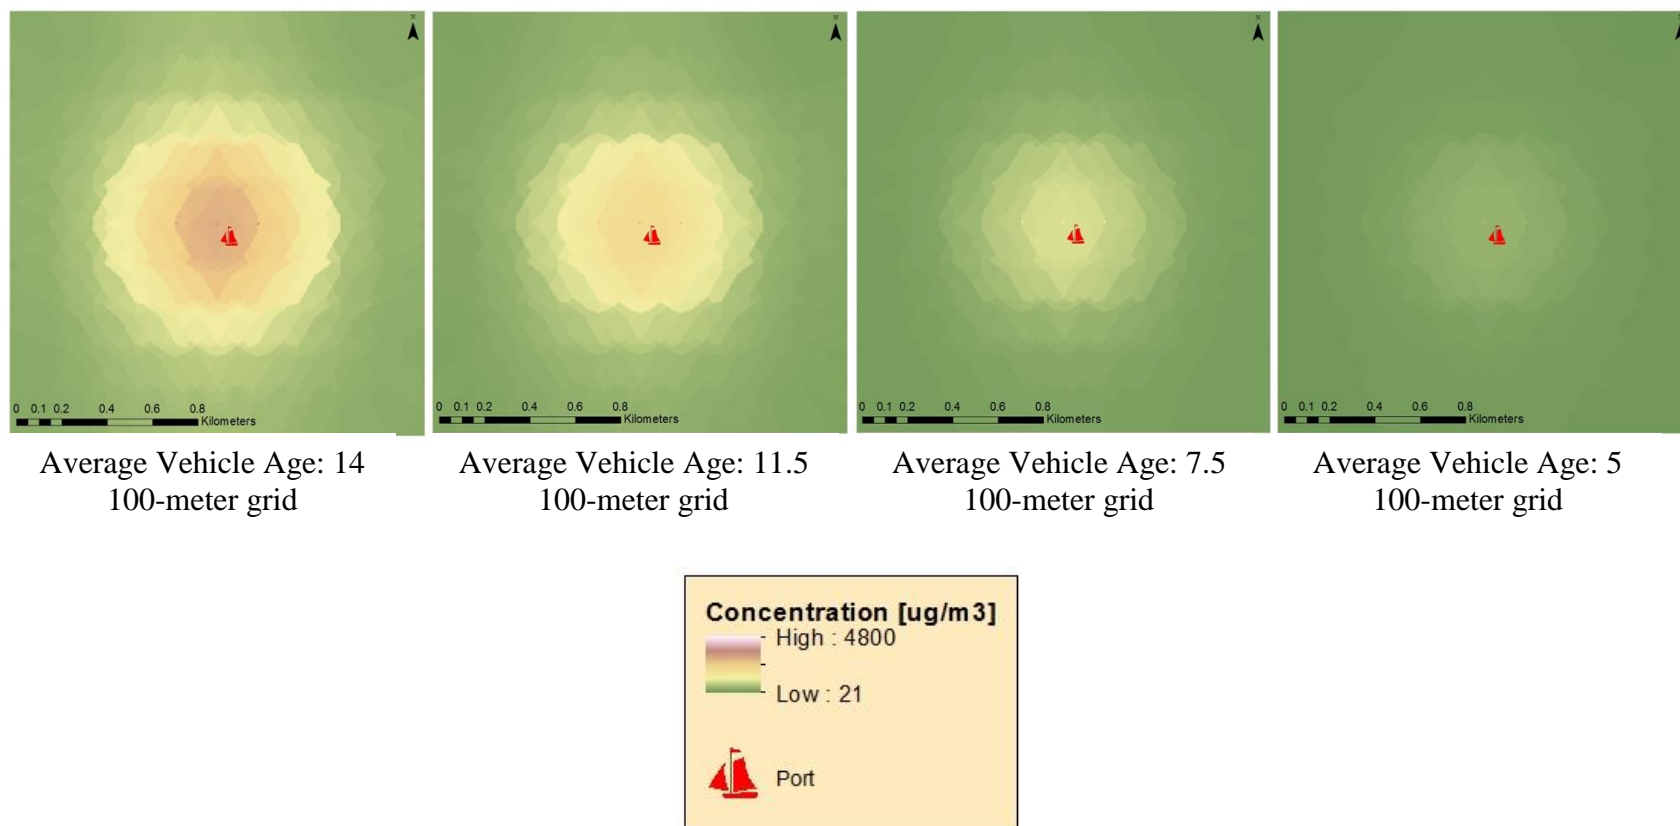 N
N
N
N
0 0.1 0.2 0.4 0.6 0.8
Kilometers
0 0.1 0.2 0.4 0.6 0.8
Kilometers
0 0.1 0.2 0.4 0.6 0.8
Kilometers
0 0.1 0.2 0.4 0.6 0.8
Kilometers
Average Vehicle Age: 14
100-meter grid
Average Vehicle Age: 11.5
100-meter grid
Average Vehicle Age: 7.5
100-meter grid
Average Vehicle Age: 5
100-meter grid
Concentration [ug/m3]
High : 4800
Low : 21
Port